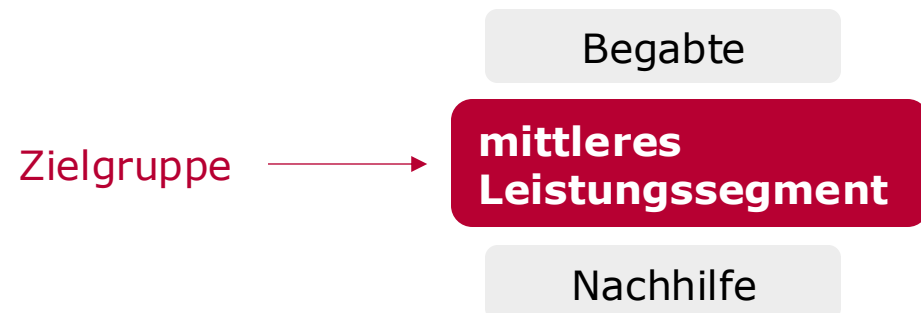 Begabte
Zielgruppe
mittleres
Leistungssegment
Nachhilfe